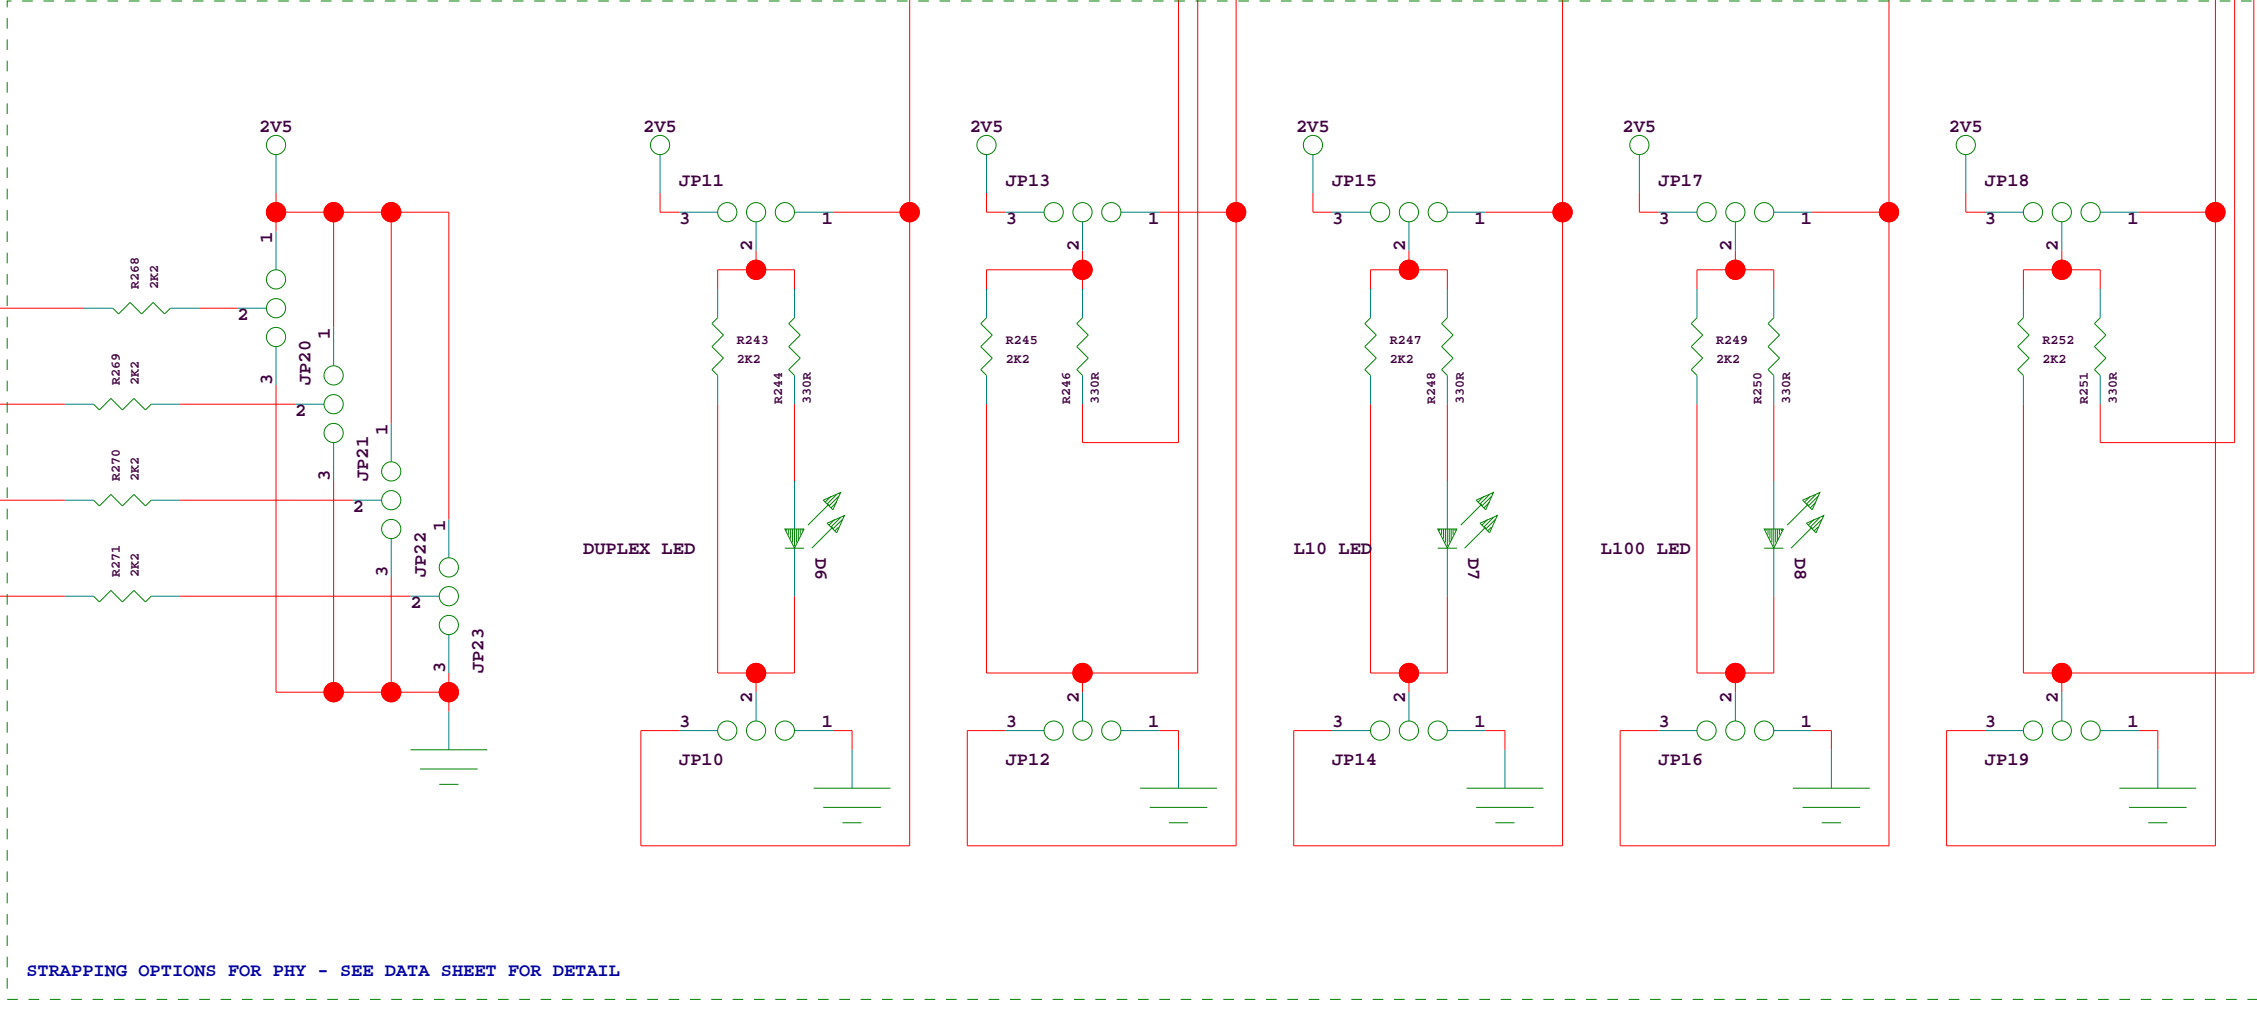 2V5
2V5
2V5
2V5
2V5
2V5
JP11
JP13
JP15
JP17
JP18
3
1
3
1
3
1
3
1
3
1
1
2
2
2
2
2
R268
2K2
2
1
3
JP20
R269
2K2
2
1
3
JP21
R270
2K2
2
1
3
JP22
R271
2K2
2
1
3
JP23
R243
2K2
R244
330R
R245
2K2
R246
330R
R247
2K2
R248
330R
R249
2K2
R250
330R
R252
2K2
R251
330R
DUPLEX LED
D6
L10 LED
D7
L100 LED
D8
2
2
2
2
2
3
1
3
1
3
1
3
1
3
1
JP10
JP12
JP14
JP16
JP19
STRAPPING OPTIONS FOR PHY - SEE DATA SHEET FOR DETAIL